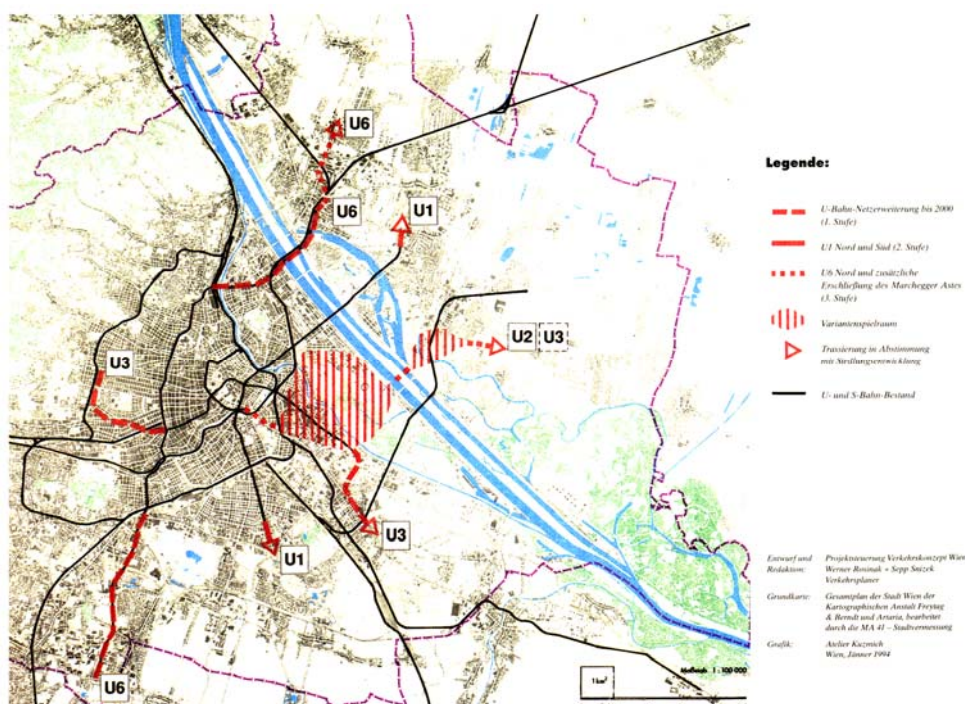 U6
U6
U1
U2 U3
U3
U3
U1
U6
1km²
Maßstab 1 : 100 000
Legende:
U-Bahn-Netzerweiterung bis 2000
(1. Stufe)
U1 Nord und Süd (2. Stufe)
U6 Nord und zusätzliche
Erschließung des Marchegger Astes
(3. Stufe)
Variantenspielraum
Trassierung in Abstimmung
mit Siedlungsentwicklung
U- und S-Bahn-Bestand
Entwurf und Projektsteuerung Verkehrskonzept Wien
Redaktion: Werner Rosinak + Sepp Snizek
Verkehrsplaner
Grundkarte: Gesamtplan der Stadt Wien der
Kartographischen Anstalt Freytag
& Berndt und Artaria, bearbeitet
durch die MA 41 – Stadtvermessung
Grafik: Atelier Kuzmich
Wien, Jänner 1994